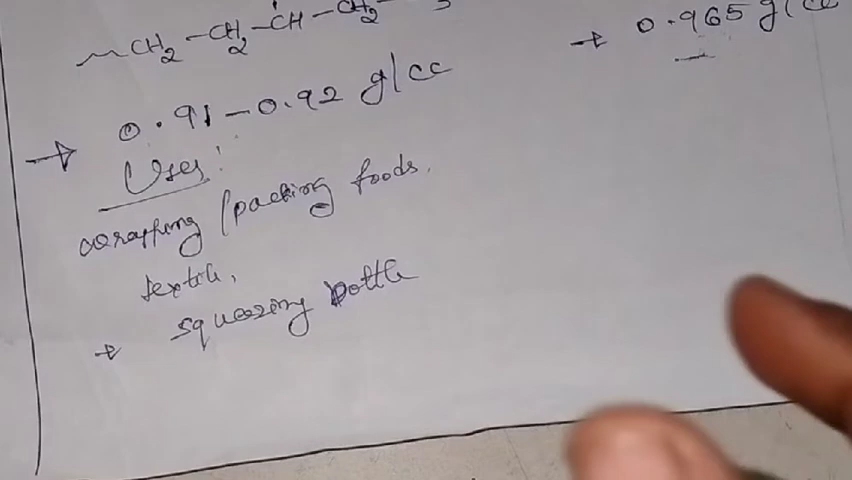 ~CH2-CH2-CH-CH2-
→ 0.965 g/cc
→ 0.91-0.92 g/cc
Uses:
wrapping/packing foods.
textile,
→ squeezing bottle